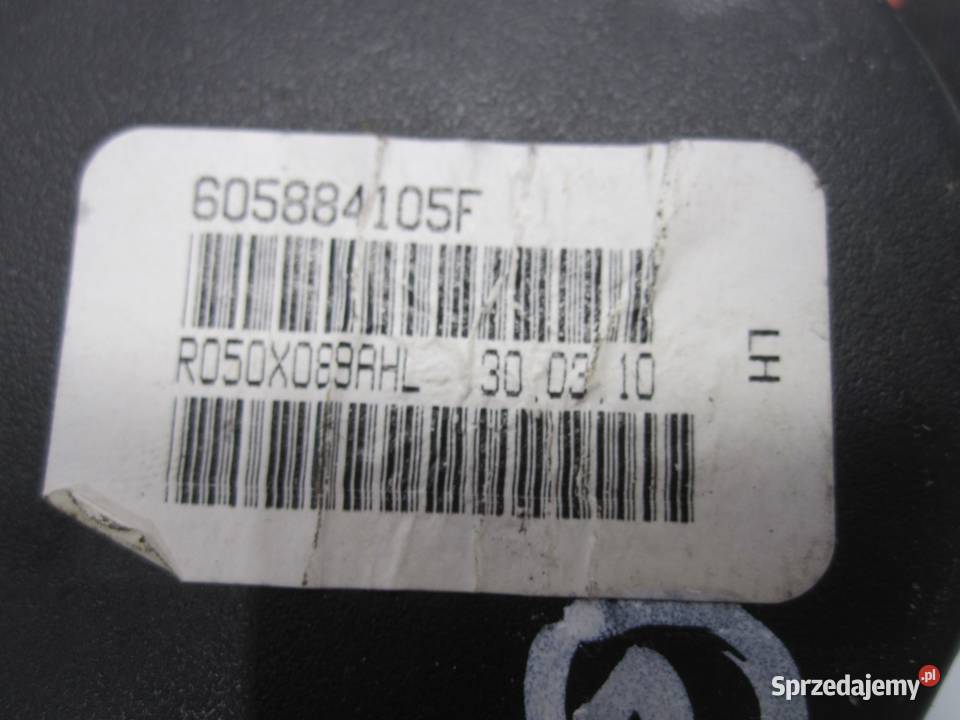 605884105F
R050X089AHL 30.03.10
LH
Sprzedajemy.pl